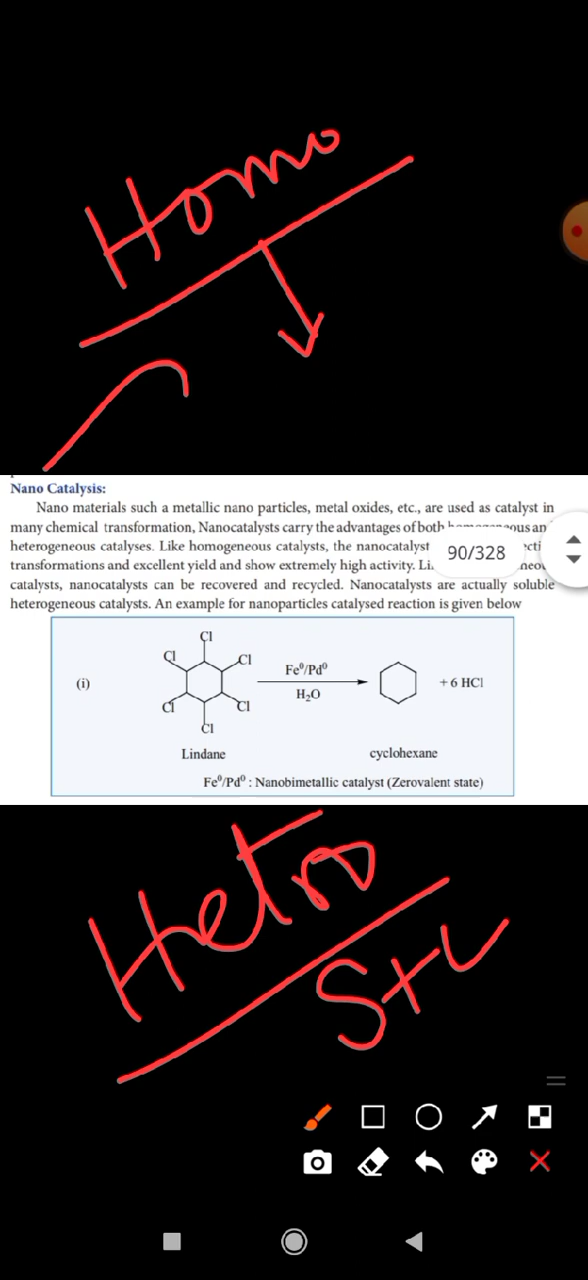 Homo
Nano Catalysis:
Nano materials such a metallic nano particles, metal oxides, etc., are used as catalyst in
many chemical transformation, Nanocatalysts carry the advantages of both
heterogeneous catalyses. Like homogeneous catalysts, the nanocatalyst
90/328
transformations and excellent yield and show extremely high activity.
catalysts, nanocatalysts can be recovered and recycled. Nanocatalysts are actually soluble
heterogeneous catalysts. An example for nanoparticles catalysed reaction is given below
Cl
Cl Cl
(i) Fe⁰/Pd⁰ +6 HCl
H₂O
Cl Cl
Cl
Lindane cyclohexane
Fe⁰/Pd⁰ : Nanobimetallic catalyst (Zerovalent state)
Hetro
S+L